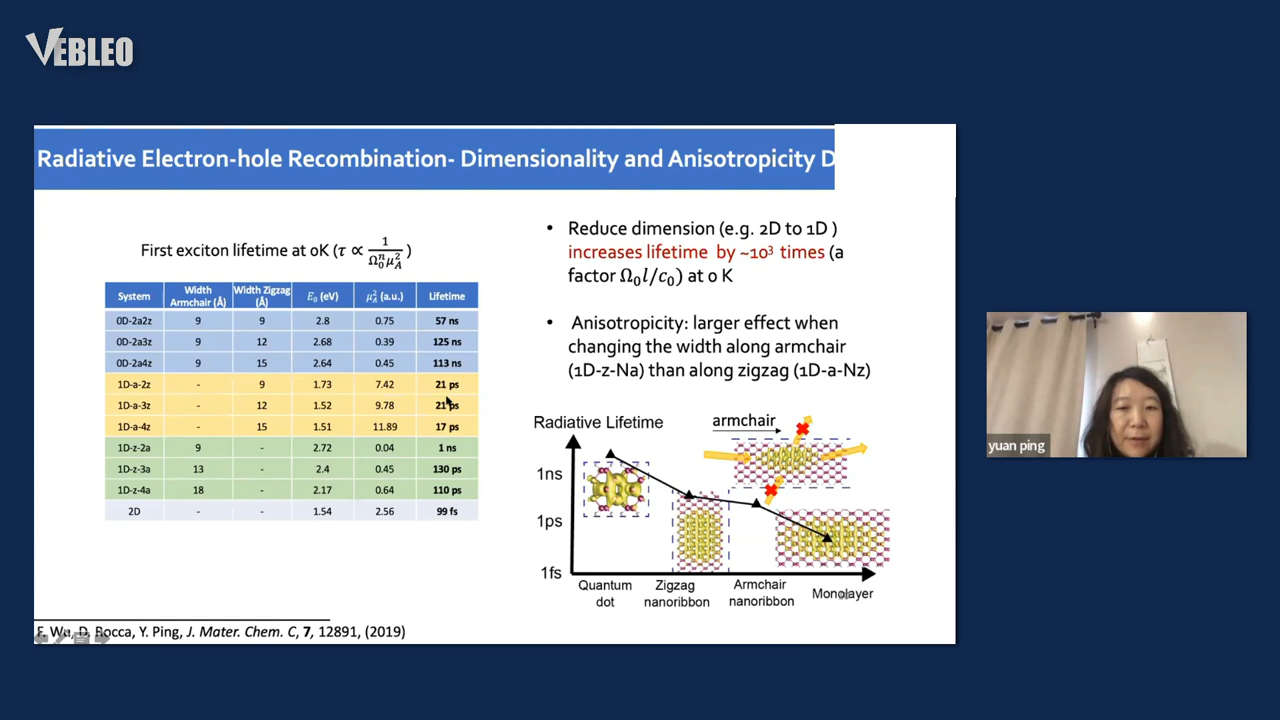 VEBLEO
Radiative Electron-hole Recombination- Dimensionality and Anisotropicity D
First exciton lifetime at 0K (τ ∝ 1/(Ω₀ⁿμ_A²))
System Width Armchair (Å) Width Zigzag (Å) E₀ (eV) μ_A² (a.u.) Lifetime
0D-2a2z 9 9 2.8 0.75 57 ns
0D-2a3z 9 12 2.68 0.39 125 ns
0D-2a4z 9 15 2.64 0.45 113 ns
1D-a-2z - 9 1.73 7.42 21 ps
1D-a-3z - 12 1.52 9.78 21 ps
1D-a-4z - 15 1.51 11.89 17 ps
1D-z-2a 9 - 2.72 0.04 1 ns
1D-z-3a 13 - 2.4 0.45 130 ps
1D-z-4a 18 - 2.17 0.64 110 ps
2D - - 1.54 2.56 99 fs
• Reduce dimension (e.g. 2D to 1D )
increases lifetime by ~10³ times (a
factor Ω₀l/c₀) at 0 K
• Anisotropicity: larger effect when
changing the width along armchair
(1D-z-Na) than along zigzag (1D-a-Nz)
Radiative Lifetime
armchair
1ns
1ps
1fs
Quantum dot
Zigzag nanoribbon
Armchair nanoribbon
Monolayer
F. Wu, D. Rocca, Y. Ping, J. Mater. Chem. C, 7, 12891, (2019)
yuan ping